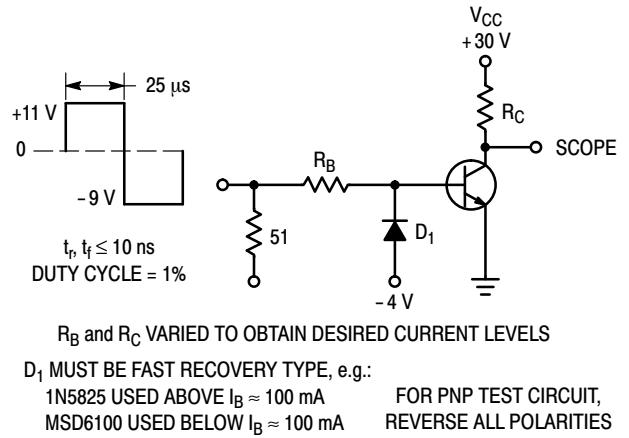 V_CC
+30 V
25 μs
+11 V
R_C
0
SCOPE
R_B
–9 V
51
D_1
t_r, t_f ≤ 10 ns
DUTY CYCLE = 1%
–4 V
R_B and R_C VARIED TO OBTAIN DESIRED CURRENT LEVELS
D_1 MUST BE FAST RECOVERY TYPE, e.g.:
1N5825 USED ABOVE I_B ≈ 100 mA
MSD6100 USED BELOW I_B ≈ 100 mA
FOR PNP TEST CIRCUIT,
REVERSE ALL POLARITIES